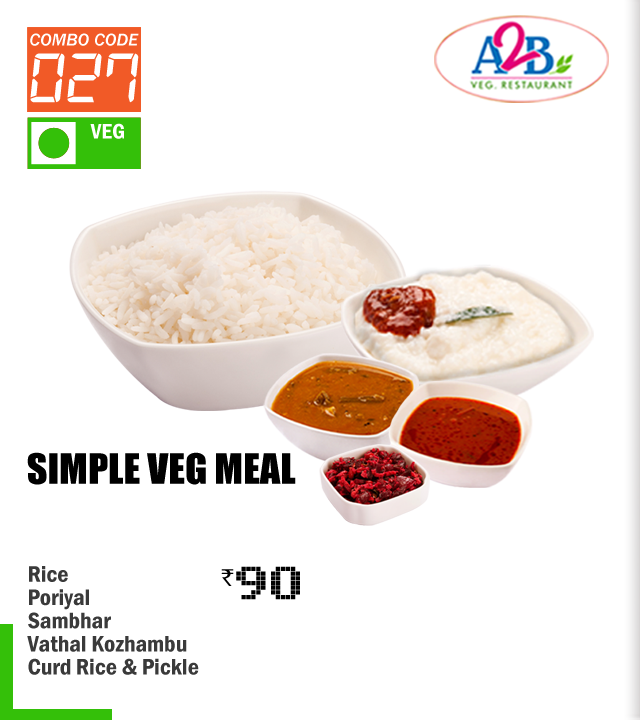 COMBO CODE
027
VEG
A2B
VEG. RESTAURANT
SIMPLE VEG MEAL
₹90
Rice
Poriyal
Sambhar
Vathal Kozhambu
Curd Rice & Pickle